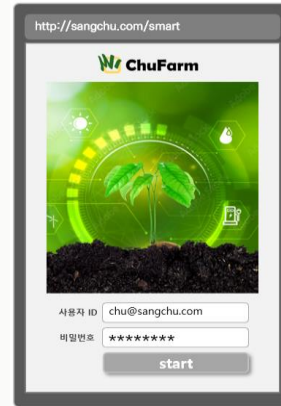 http://sangchu.com/smart
ChuFarm
사용자 ID chu@sangchu.com
비밀번호 ********
start